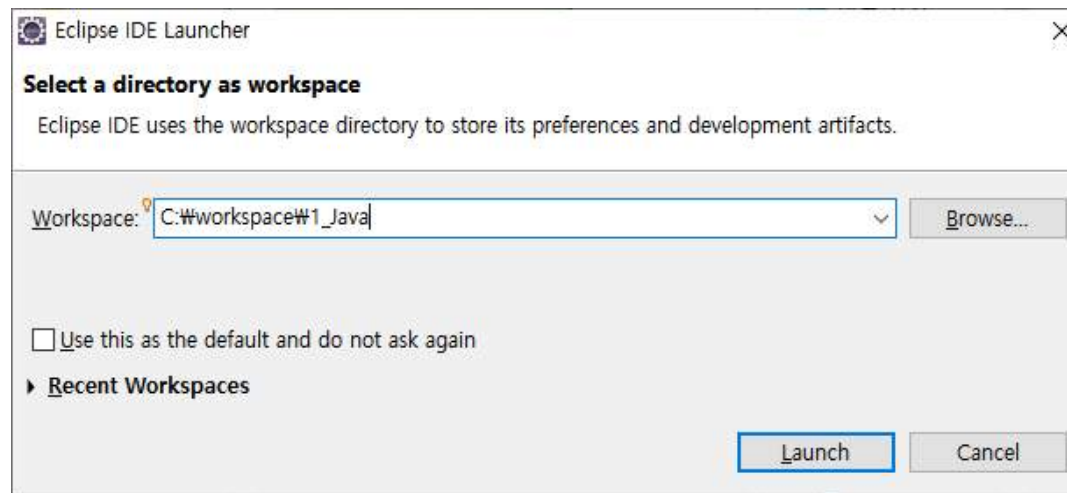 Eclipse IDE Launcher
Select a directory as workspace
Eclipse IDE uses the workspace directory to store its preferences and development artifacts.
Workspace: C:₩workspace₩1_Java Browse...
Use this as the default and do not ask again
Recent Workspaces
Launch Cancel